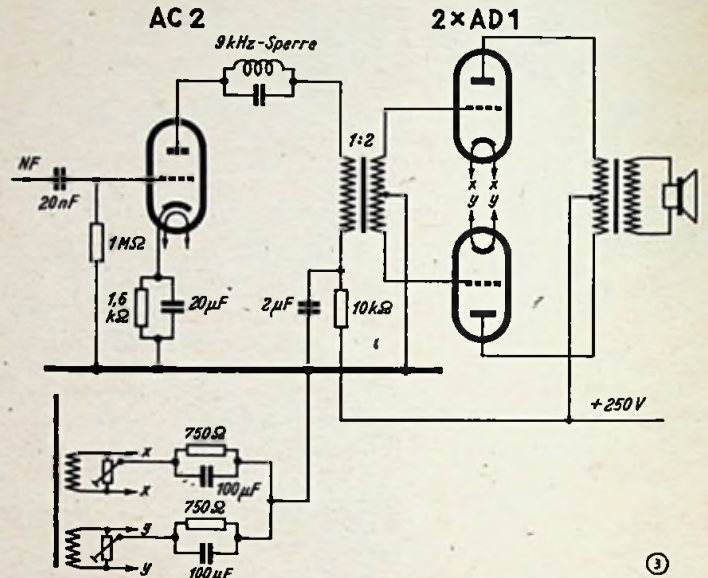 AC 2
2×AD1
9kHz-Sperre
1:2
NF
20nF
x x
y y
1MΩ
1,6 kΩ
20µF
2µF
10kΩ
+250V
750Ω
x
100µF
x
750Ω
y
y
100µF
3